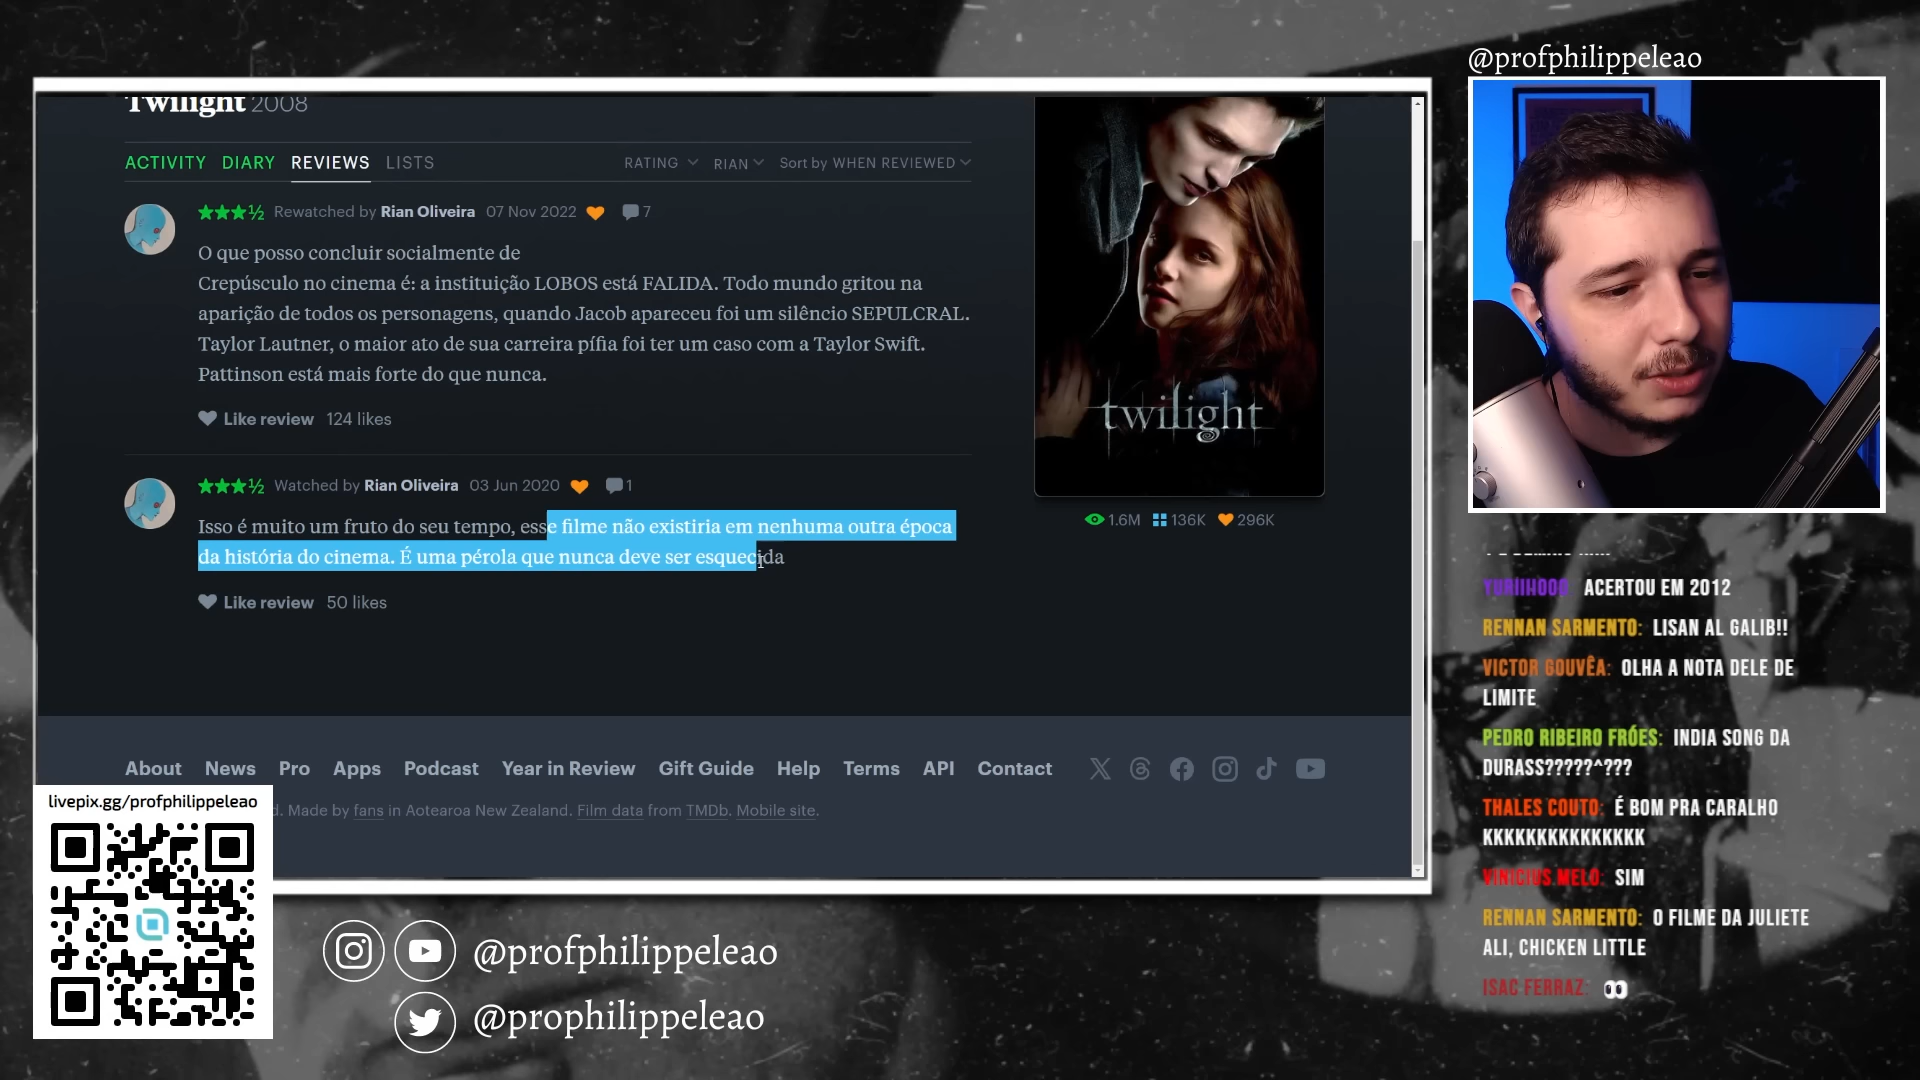 @profphilippeleao
Twilight 2008
ACTIVITY DIARY REVIEWS LISTS RATING RIAN Sort by WHEN REVIEWED
★★★½ Rewatched by Rian Oliveira 07 Nov 2022 7
O que posso concluir socialmente de
Crepúsculo no cinema é: a instituição LOBOS está FALIDA. Todo mundo gritou na
aparição de todos os personagens, quando Jacob apareceu foi um silêncio SEPULCRAL.
Taylor Lautner, o maior ato de sua carreira pífia foi ter um caso com a Taylor Swift.
Pattinson está mais forte do que nunca.
Like review 124 likes
twilight
★★★½ Watched by Rian Oliveira 03 Jun 2020 1
Isso é muito um fruto do seu tempo, esse filme não existiria em nenhuma outra época
da história do cinema. É uma pérola que nunca deve ser esquecida
Like review 50 likes
1.6M 136K 296K
About News Pro Apps Podcast Year in Review Gift Guide Help Terms API Contact
d. Made by fans in Aotearoa New Zealand. Film data from TMDb. Mobile site.
livepix.gg/profphilippeleao
@profphilippeleao
@prophilippeleao
YURIIHOOD ACERTOU EM 2012
RENNAN SARMENTO: LISAN AL GALIB!!
VICTOR GOUVÊA: OLHA A NOTA DELE DE
LIMITE
PEDRO RIBEIRO FRÓES: INDIA SONG DA
DURASS?????^???
THALES COUTO: É BOM PRA CARALHO
KKKKKKKKKKKKKKK
VINICIUS MELO: SIM
RENNAN SARMENTO: O FILME DA JULIETE
ALI, CHICKEN LITTLE
ISAC FERRAZ: 👀